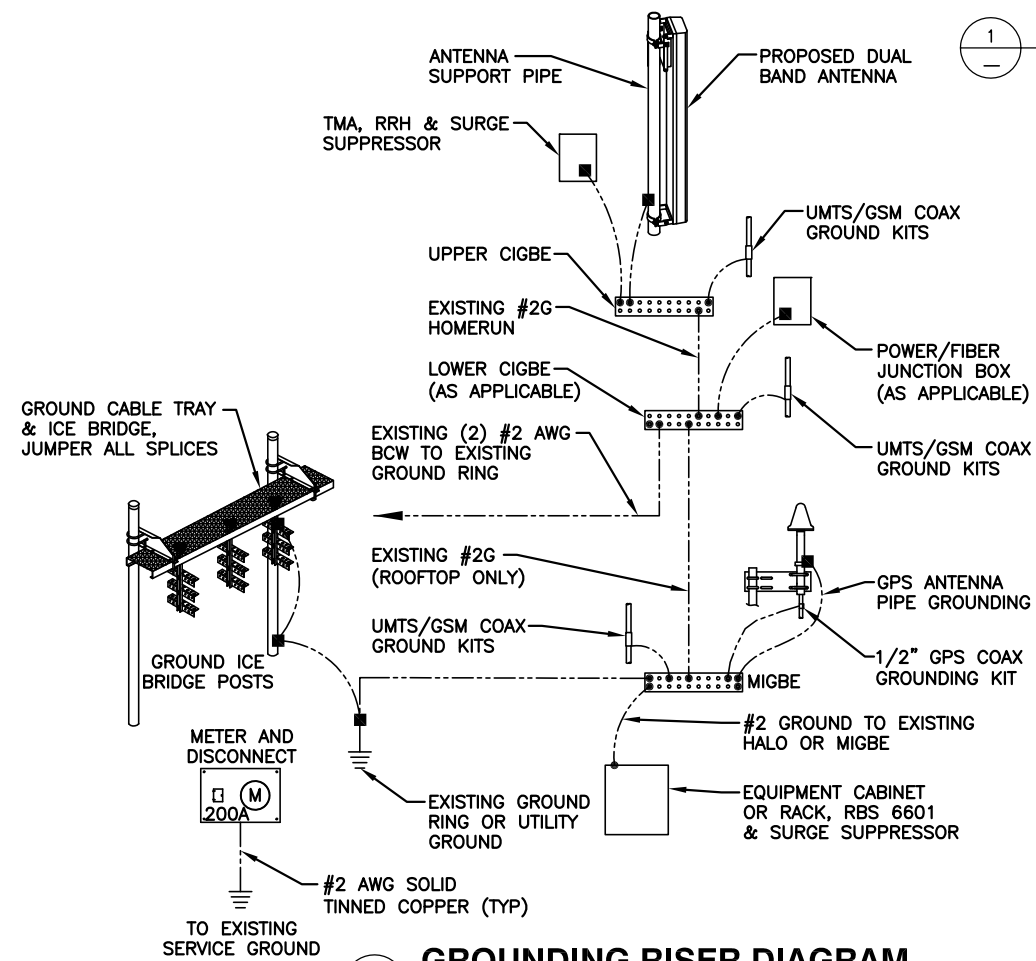 1
—
ANTENNA
SUPPORT PIPE
PROPOSED DUAL
BAND ANTENNA
TMA, RRH & SURGE
SUPPRESSOR
UMTS/GSM COAX
GROUND KITS
UPPER CIGBE
EXISTING #2G
HOMERUN
POWER/FIBER
JUNCTION BOX
(AS APPLICABLE)
LOWER CIGBE
(AS APPLICABLE)
GROUND CABLE TRAY
& ICE BRIDGE,
JUMPER ALL SPLICES
EXISTING (2) #2 AWG
BCW TO EXISTING
GROUND RING
UMTS/GSM COAX
GROUND KITS
EXISTING #2G
(ROOFTOP ONLY)
GPS ANTENNA
PIPE GROUNDING
UMTS/GSM COAX
GROUND KITS
1/2" GPS COAX
GROUNDING KIT
GROUND ICE
BRIDGE POSTS
MIGBE
#2 GROUND TO EXISTING
HALO OR MIGBE
METER AND
DISCONNECT
M
200A
EXISTING GROUND
RING OR UTILITY
GROUND
EQUIPMENT CABINET
OR RACK, RBS 6601
& SURGE SUPPRESSOR
#2 AWG SOLID
TINNED COPPER (TYP)
TO EXISTING
SERVICE GROUND
GROUNDING RISER DIAGRAM